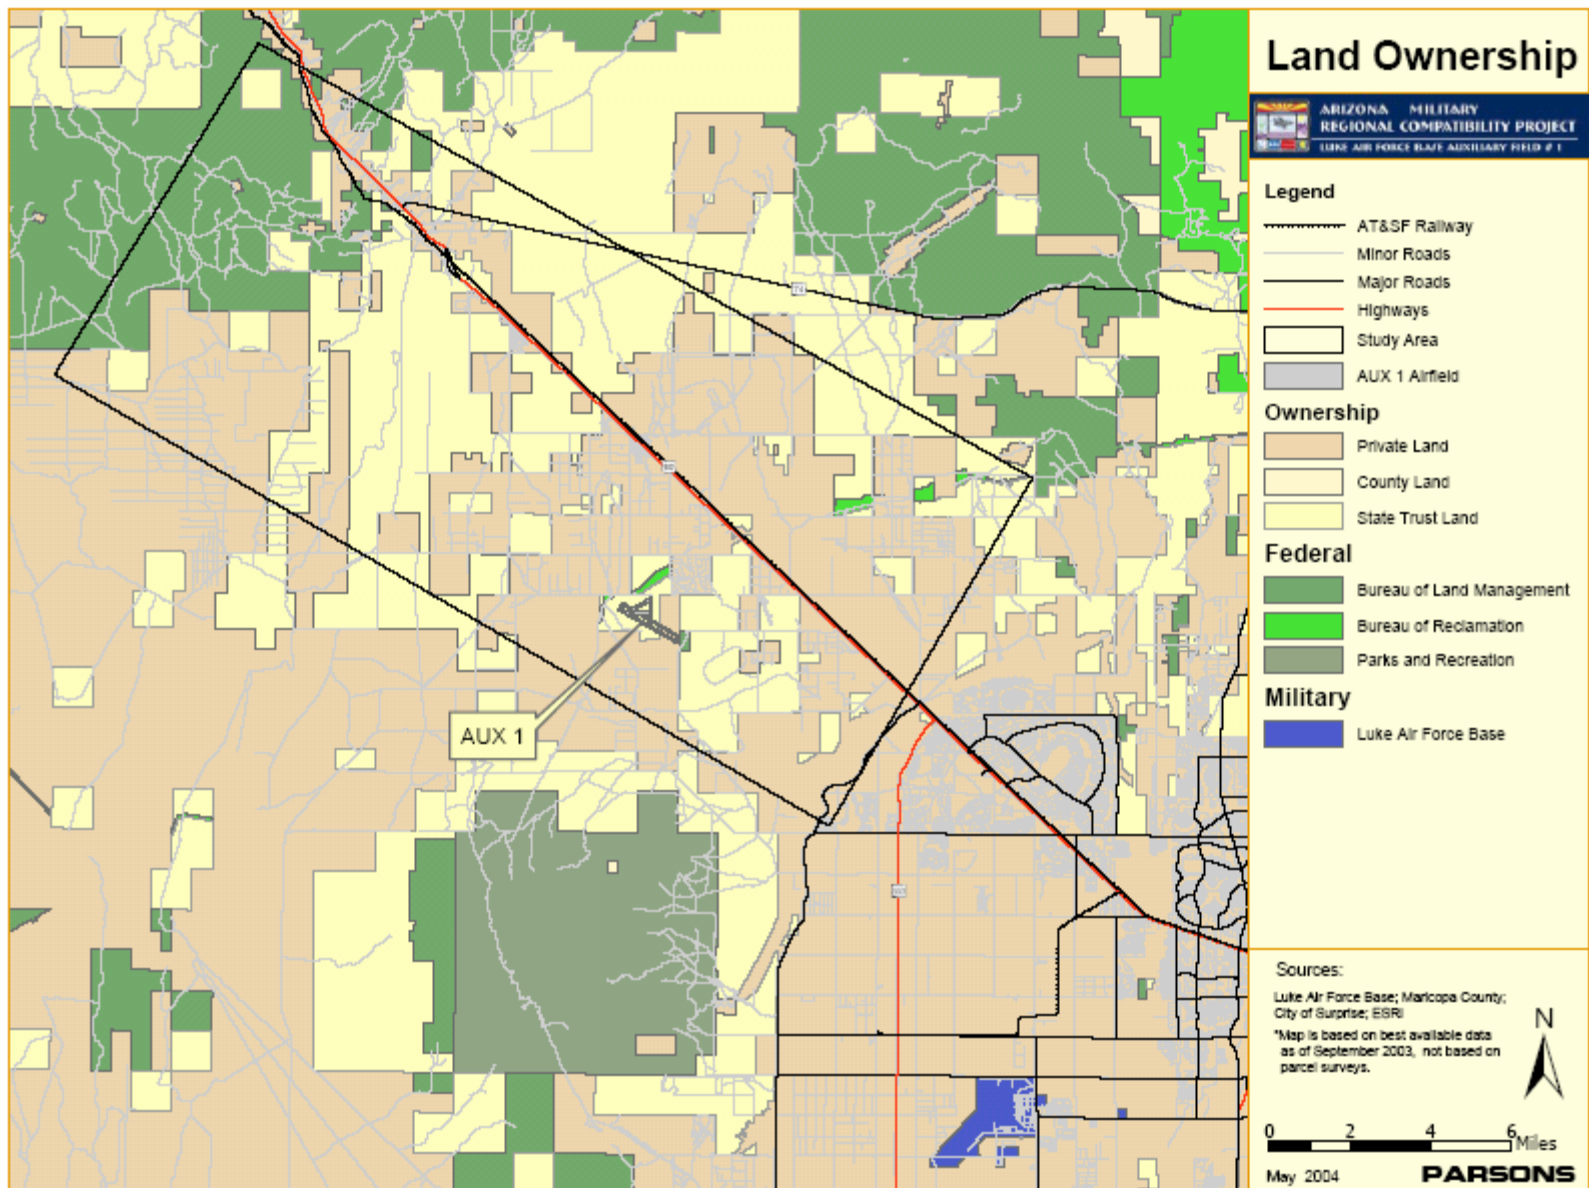 Land Ownership
ARIZONA MILITARY
REGIONAL COMPATIBILITY PROJECT
LUKE AIR FORCE BASE AUXILIARY FIELD # 1
Legend
AT&SF Railway
Minor Roads
Major Roads
Highways
Study Area
AUX 1 Airfield
Ownership
Private Land
County Land
State Trust Land
Federal
Bureau of Land Management
Bureau of Reclamation
Parks and Recreation
Military
Luke Air Force Base
74
60
303
AUX 1
Sources:
Luke Air Force Base; Maricopa County;
City of Surprise; ESRI
*Map is based on best available data
as of September 2003, not based on
parcel surveys.
N
0 2 4 6 Miles
May 2004 PARSONS